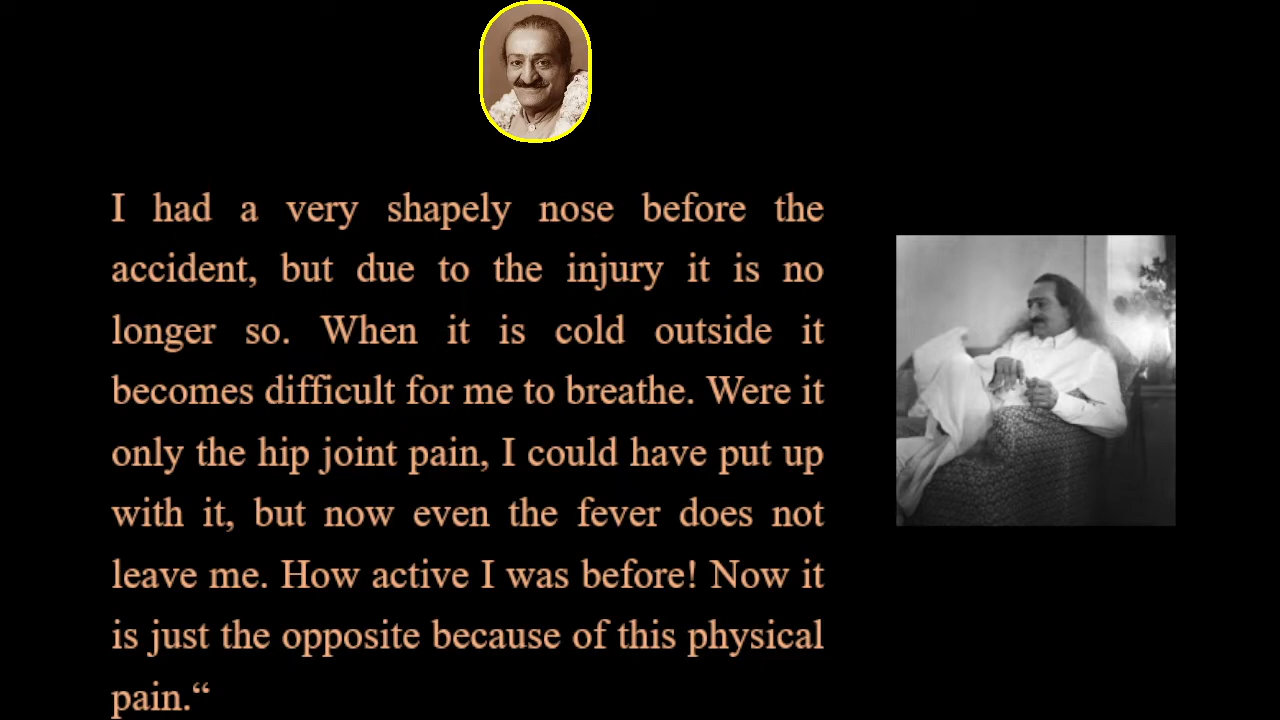 I had a very shapely nose before the
accident, but due to the injury it is no
longer so. When it is cold outside it
becomes difficult for me to breathe. Were it
only the hip joint pain, I could have put up
with it, but now even the fever does not
leave me. How active I was before! Now it
is just the opposite because of this physical
pain.“